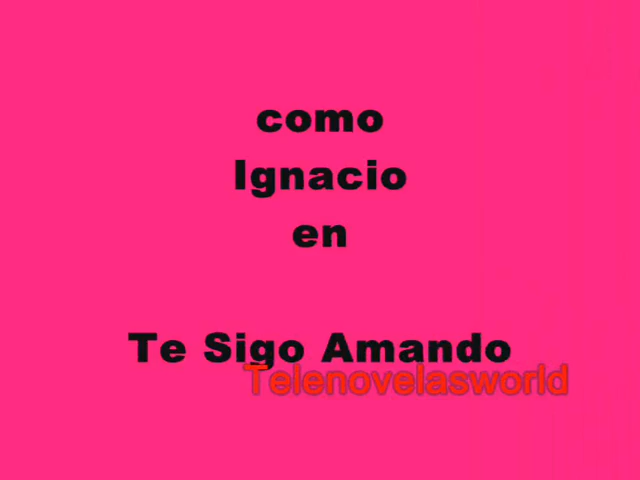 como
Ignacio
en
Te Sigo Amando
Telenovelasworld